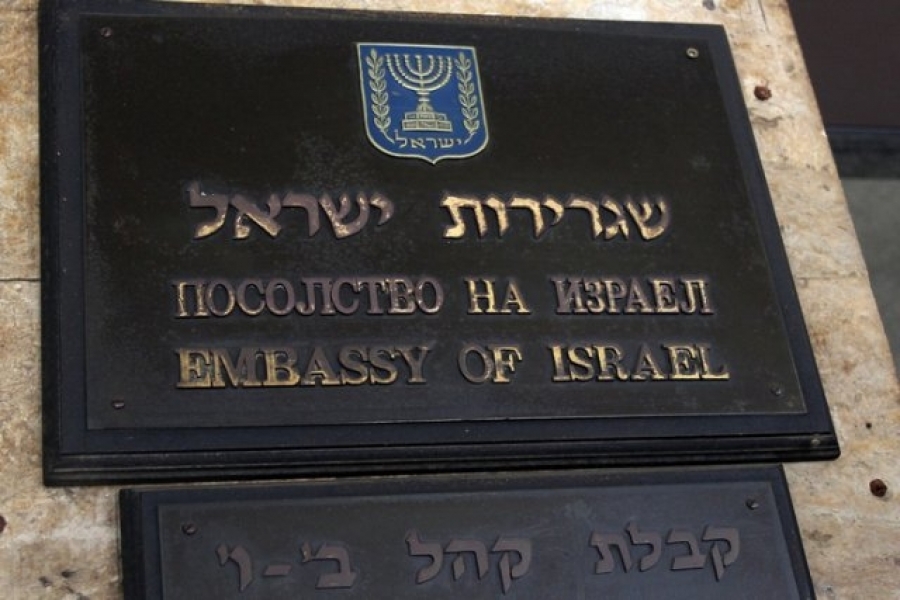 ישראל
שגרירות ישראל
ПОСОЛСТВО НА ИЗРАЕЛ
EMBASSY OF ISRAEL
קבלת קהל ב׳-ו׳